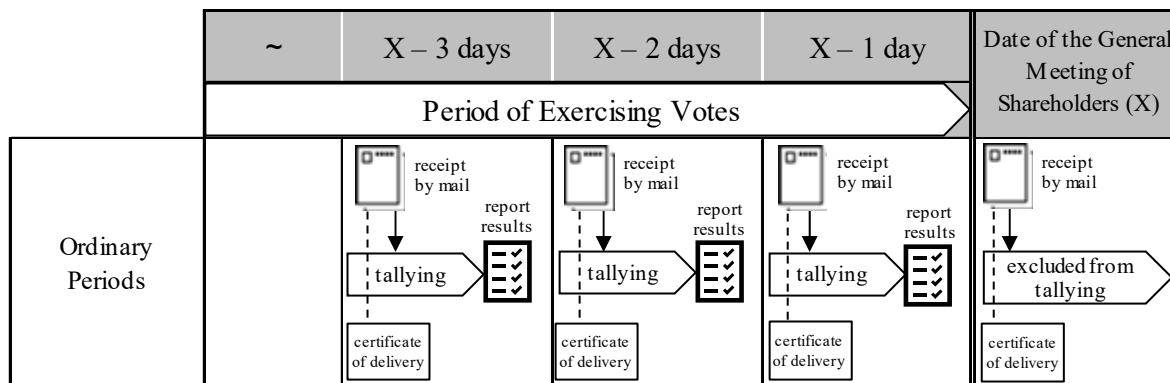 ~
X – 3 days
X – 2 days
X – 1 day
Date of the General
Meeting of
Shareholders (X)
Period of Exercising Votes
Ordinary
Periods
receipt
by mail
report
results
tallying
certificate
of delivery
receipt
by mail
report
results
tallying
certificate
of delivery
receipt
by mail
report
results
tallying
certificate
of delivery
receipt
by mail
excluded from
tallying
certificate
of delivery